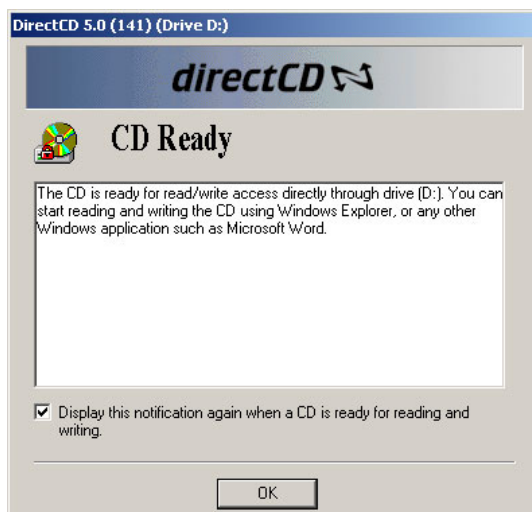 DirectCD 5.0 (141) (Drive D:)
directCD
CD Ready
The CD is ready for read/write access directly through drive (D:). You can
start reading and writing the CD using Windows Explorer, or any other
Windows application such as Microsoft Word.
Display this notification again when a CD is ready for reading and
writing.
OK